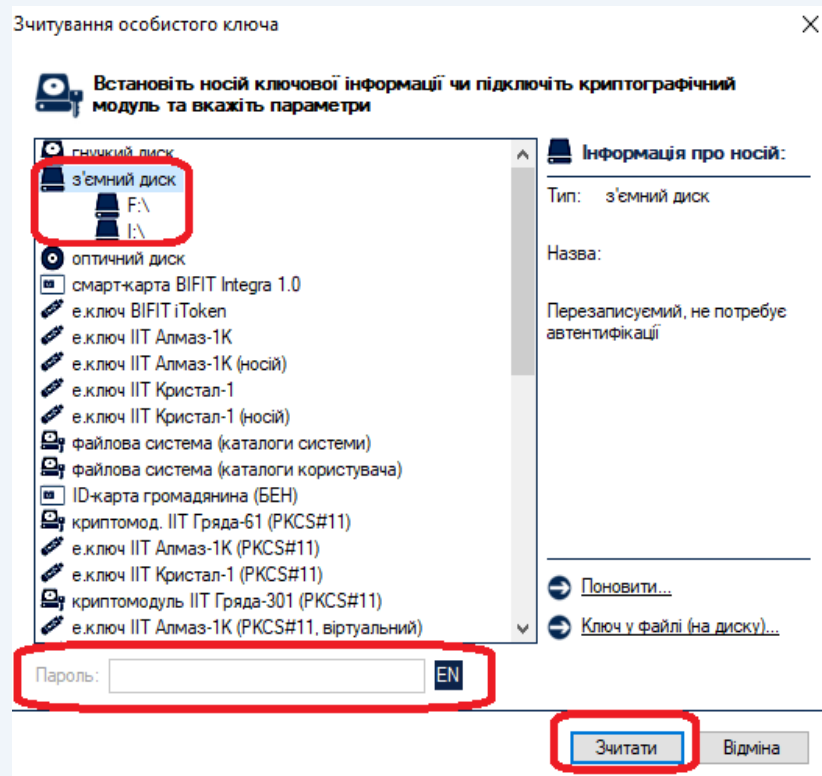 Зчитування особистого ключа
Встановіть носій ключової інформації чи підключіть криптографічний
модуль та вкажіть параметри
гнучкий диск
з'ємний диск
F:\
I:\
оптичний диск
смарт-карта BIFIT Integra 1.0
е.ключ BIFIT iToken
е.ключ ІІТ Алмаз-1К
е.ключ ІІТ Алмаз-1К (носій)
е.ключ ІІТ Кристал-1
е.ключ ІІТ Кристал-1 (носій)
файлова система (каталоги системи)
файлова система (каталоги користувача)
ID-карта громадянина (БЕН)
криптомод. ІІТ Гряда-61 (PKCS#11)
е.ключ ІІТ Алмаз-1К (PKCS#11)
е.ключ ІІТ Кристал-1 (PKCS#11)
криптомодуль ІІТ Гряда-301 (PKCS#11)
е.ключ ІІТ Алмаз-1К (PKCS#11, віртуальний)
Інформація про носій:
Тип: з'ємний диск
Назва:
Перезаписуемий, не потребує
автентифікації
Поновити...
Ключ у файлі (на диску)...
Пароль:
EN
Зчитати
Відміна